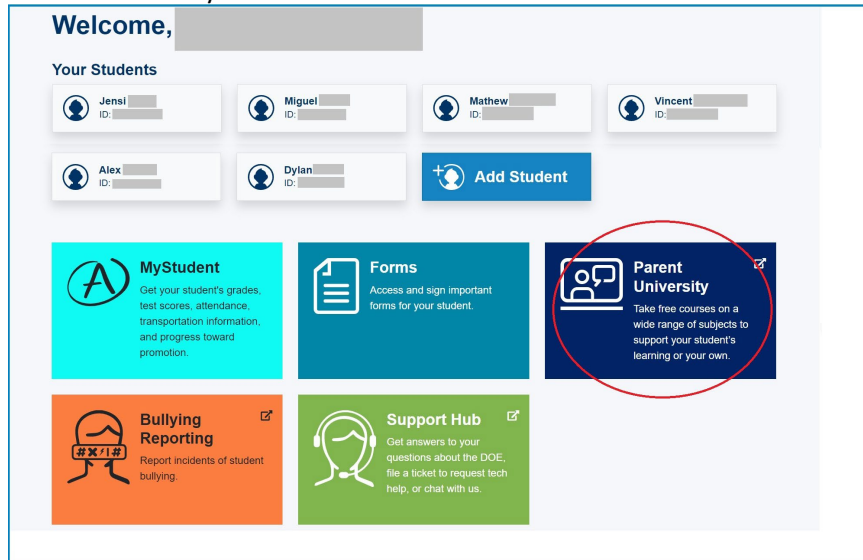 Welcome,
Your Students
Jensi
ID:
Miguel
ID:
Mathew
ID:
Vincent
ID:
Alex
ID:
Dylan
ID:
Add Student
MyStudent
Get your student's grades,
test scores, attendance,
transportation information,
and progress toward
promotion.
Forms
Access and sign important
forms for your student.
Parent
University
Take free courses on a
wide range of subjects to
support your student's
learning or your own.
Bullying
Reporting
Report incidents of student
bullying.
#X⚡!#
Support Hub
Get answers to your
questions about the DOE,
file a ticket to request tech
help, or chat with us.